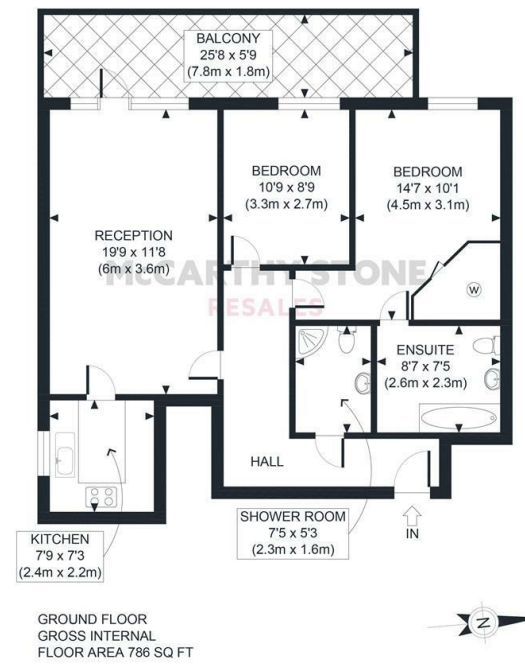 BALCONY
25'8 x 5'9
(7.8m x 1.8m)
BEDROOM
10'9 x 8'9
(3.3m x 2.7m)
BEDROOM
14'7 x 10'1
(4.5m x 3.1m)
RECEPTION
19'9 x 11'8
(6m x 3.6m)
McCARTHY STONE
RESALES
W
ENSUITE
8'7 x 7'5
(2.6m x 2.3m)
HALL
SHOWER ROOM
7'5 x 5'3
(2.3m x 1.6m)
IN
KITCHEN
7'9 x 7'3
(2.4m x 2.2m)
GROUND FLOOR
GROSS INTERNAL
FLOOR AREA 786 SQ FT
N